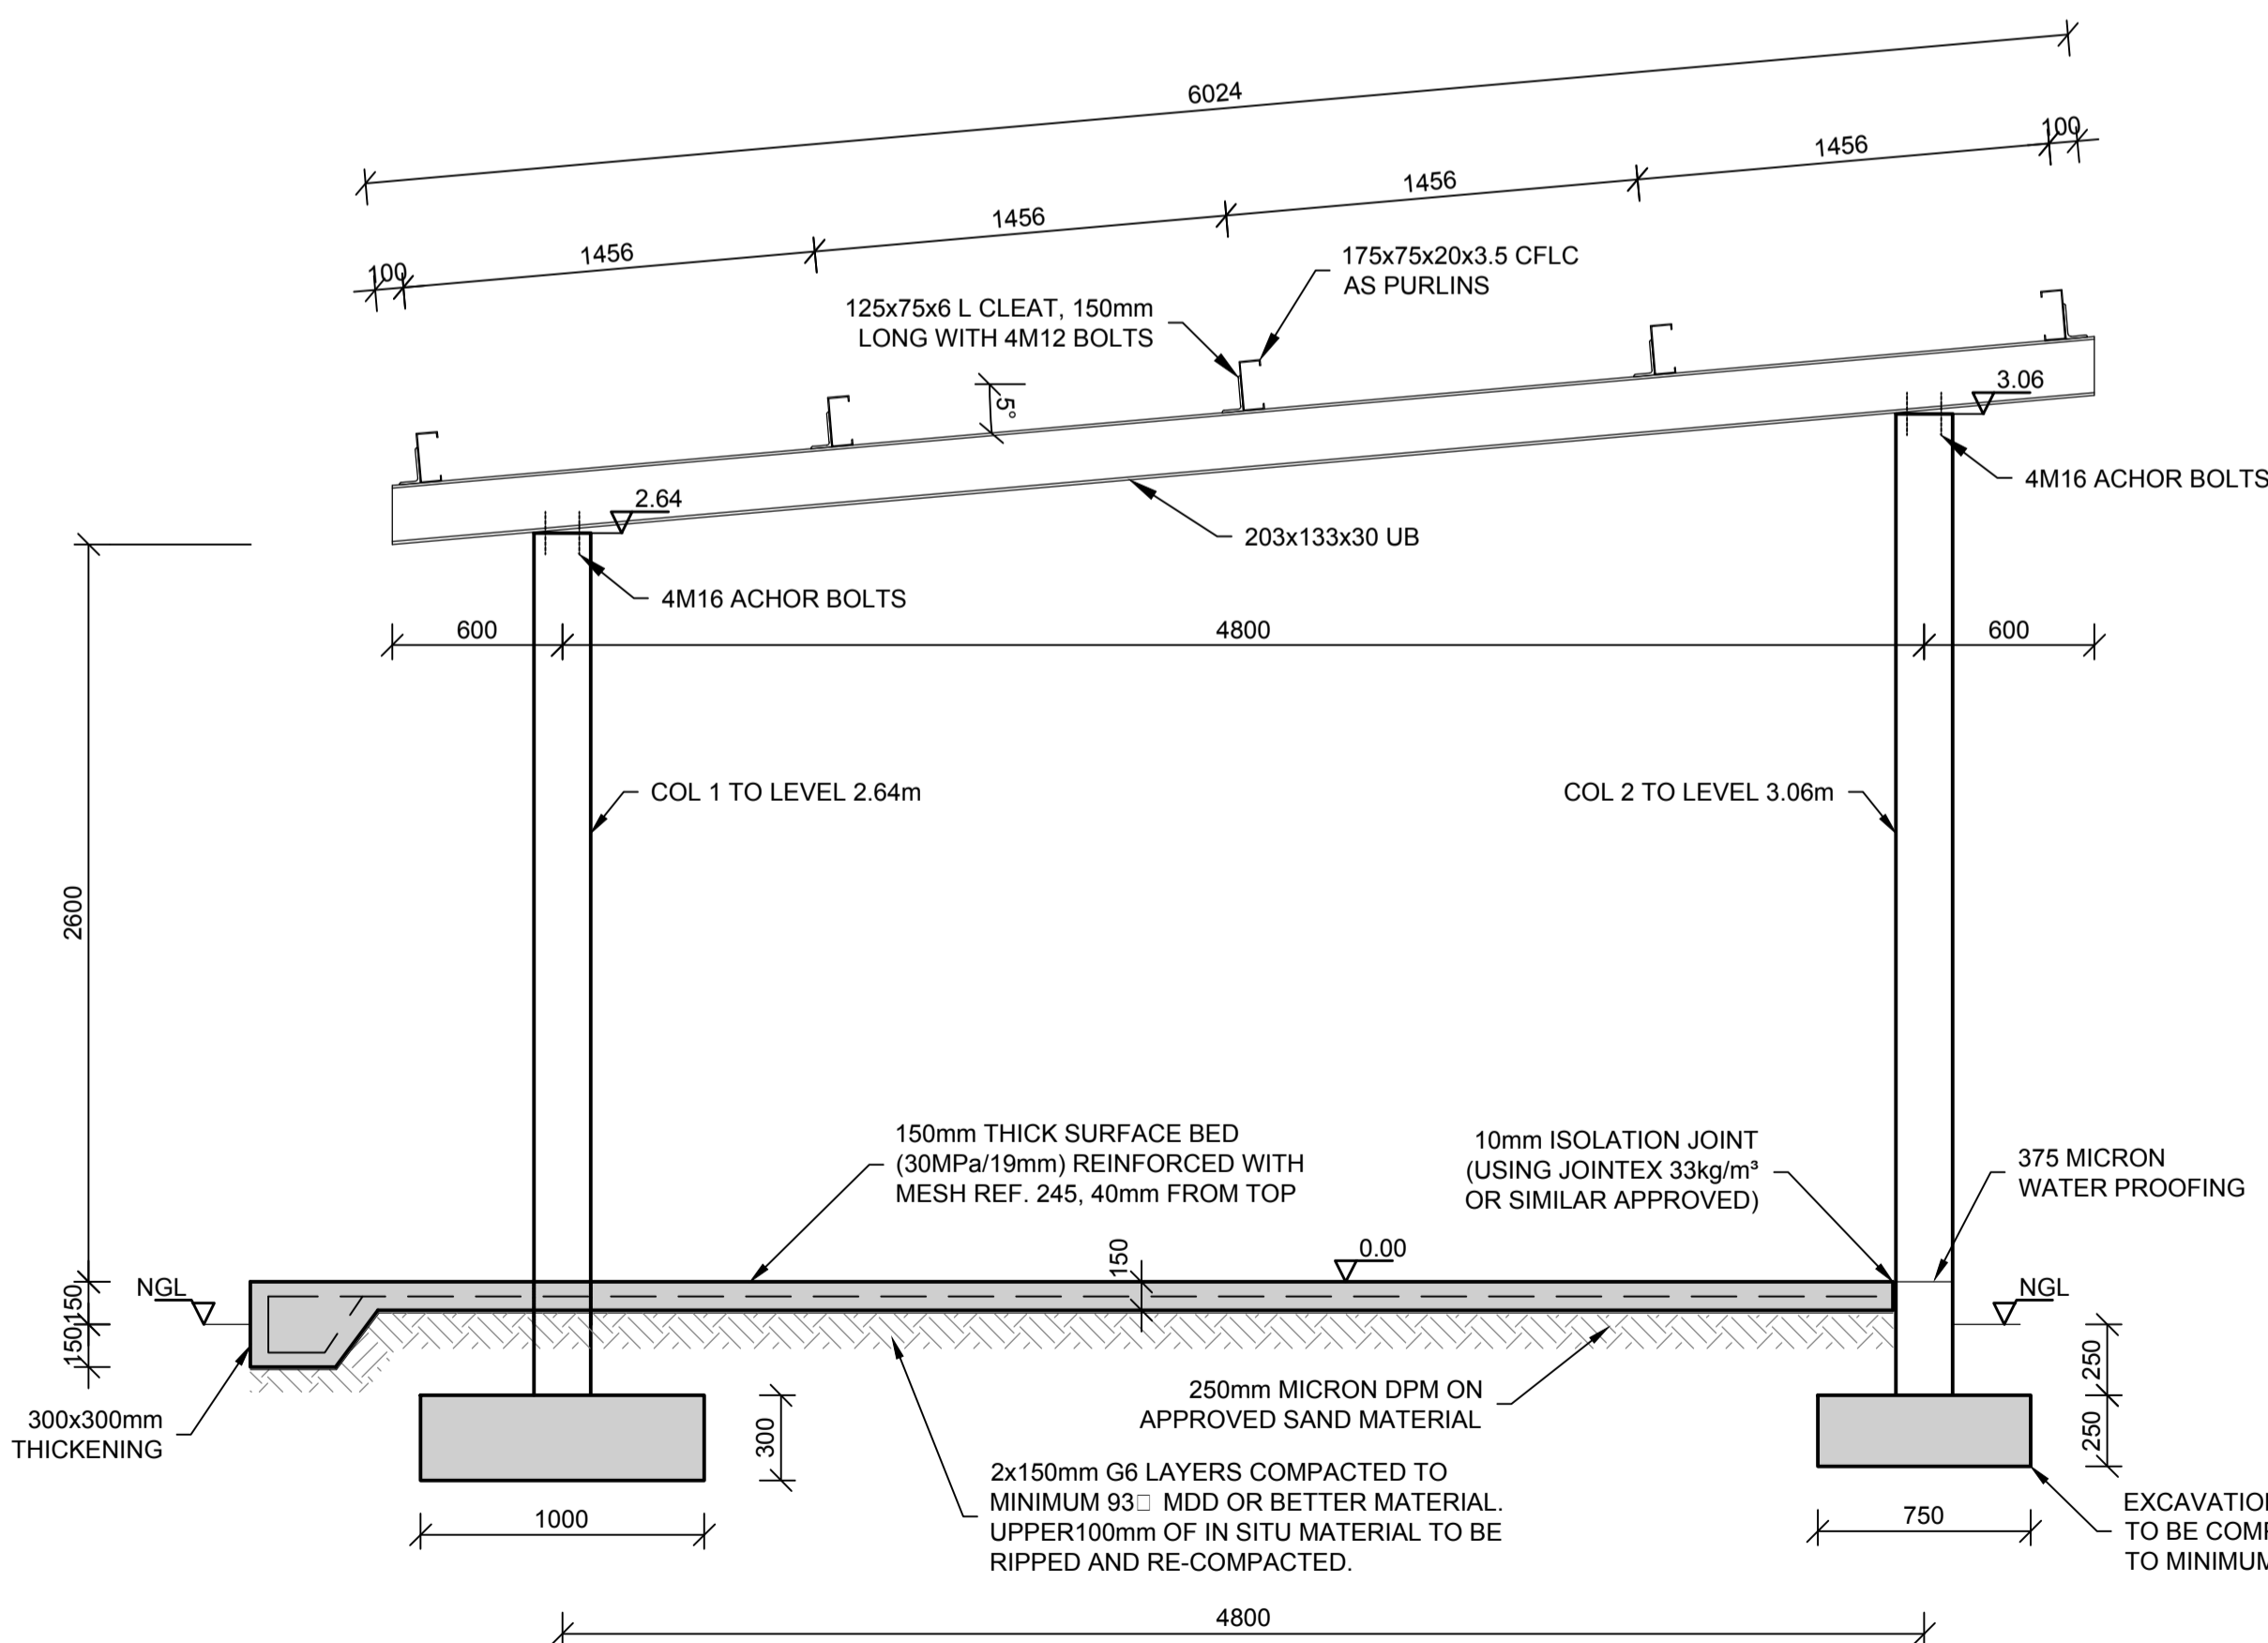 6024
100
1456
1456
1456
1456
100
175x75x20x3.5 CFLC
AS PURLINS
125x75x6 L CLEAT, 150mm
LONG WITH 4M12 BOLTS
5°
3.06
4M16 ACHOR BOLTS
2.64
203x133x30 UB
4M16 ACHOR BOLTS
600
4800
600
COL 1 TO LEVEL 2.64m
COL 2 TO LEVEL 3.06m
2600
150mm THICK SURFACE BED
(30MPa/19mm) REINFORCED WITH
MESH REF. 245, 40mm FROM TOP
10mm ISOLATION JOINT
(USING JOINTEX 33kg/m³
OR SIMILAR APPROVED)
375 MICRON
WATER PROOFING
150
0.00
NGL
NGL
150
150
250
250
300x300mm
THICKENING
300
250mm MICRON DPM ON
APPROVED SAND MATERIAL
2x150mm G6 LAYERS COMPACTED TO
MINIMUM 93□ MDD OR BETTER MATERIAL.
UPPER100mm OF IN SITU MATERIAL TO BE
RIPPED AND RE-COMPACTED.
1000
750
EXCAVATION
TO BE COMP
TO MINIMUM
4800